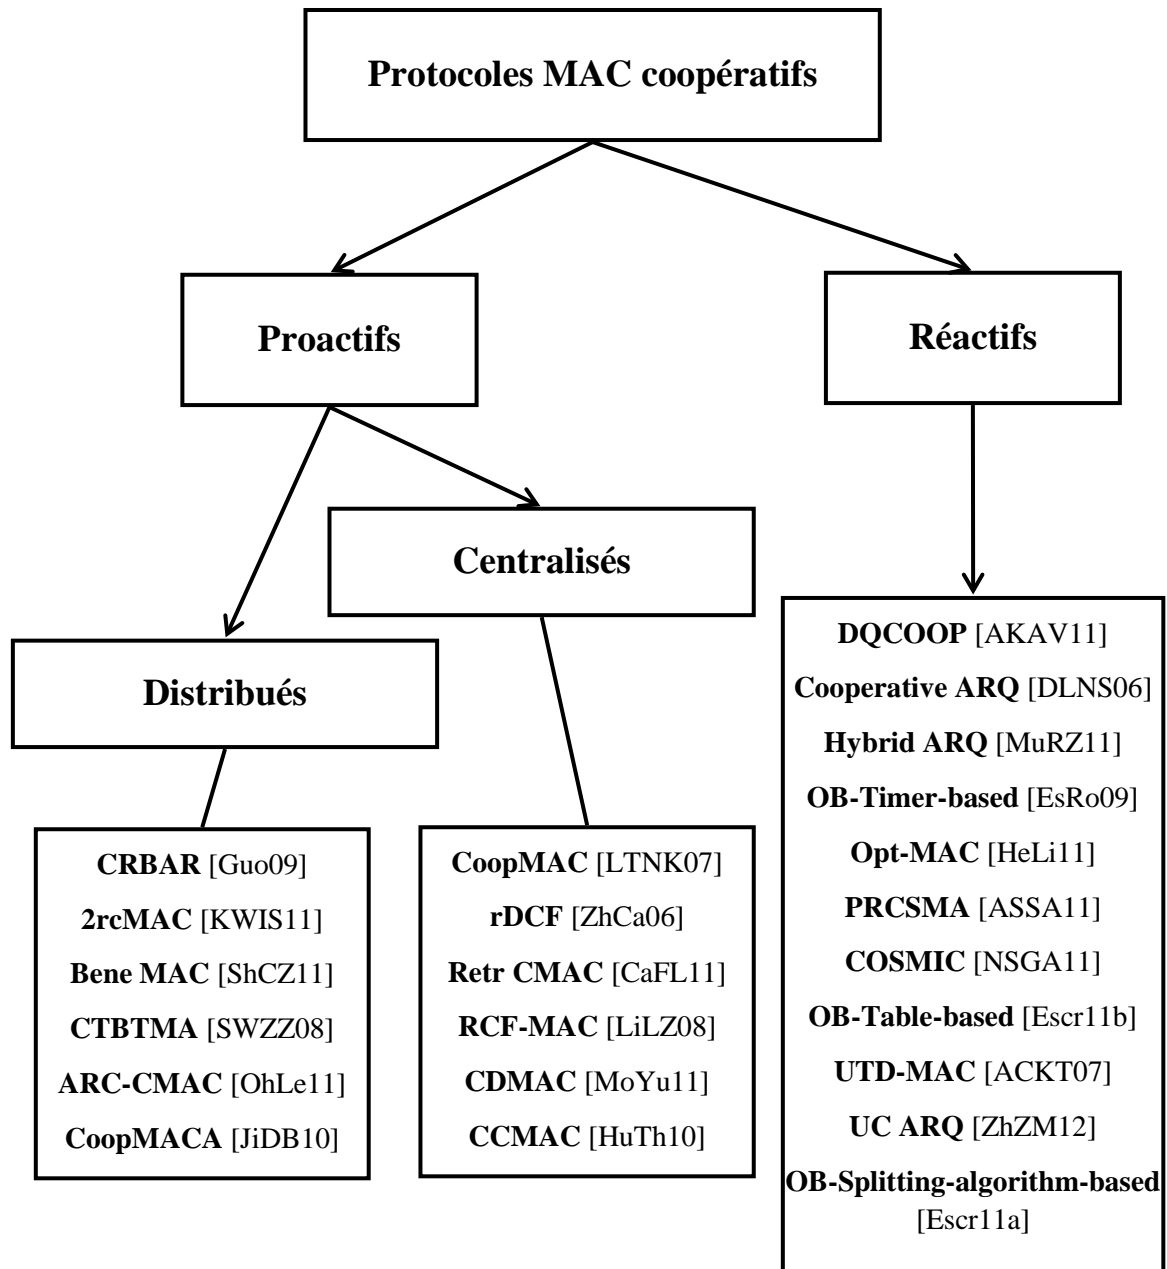 Protocoles MAC coopératifs
Proactifs
Réactifs
Centralisés
Distribués
CRBAR [Guo09]
2rcMAC [KWIS11]
Bene MAC [ShCZ11]
CTBTMA [SWZZ08]
ARC-CMAC [OhLe11]
CoopMACA [JiDB10]
CoopMAC [LTNK07]
rDCF [ZhCa06]
Retr CMAC [CaFL11]
RCF-MAC [LiLZ08]
CDMAC [MoYu11]
CCMAC [HuTh10]
DQCOOP [AKAV11]
Cooperative ARQ [DLNS06]
Hybrid ARQ [MuRZ11]
OB-Timer-based [EsRo09]
Opt-MAC [HeLi11]
PRCSMA [ASSA11]
COSMIC [NSGA11]
OB-Table-based [Escr11b]
UTD-MAC [ACKT07]
UC ARQ [ZhZM12]
OB-Splitting-algorithm-based
[Escr11a]